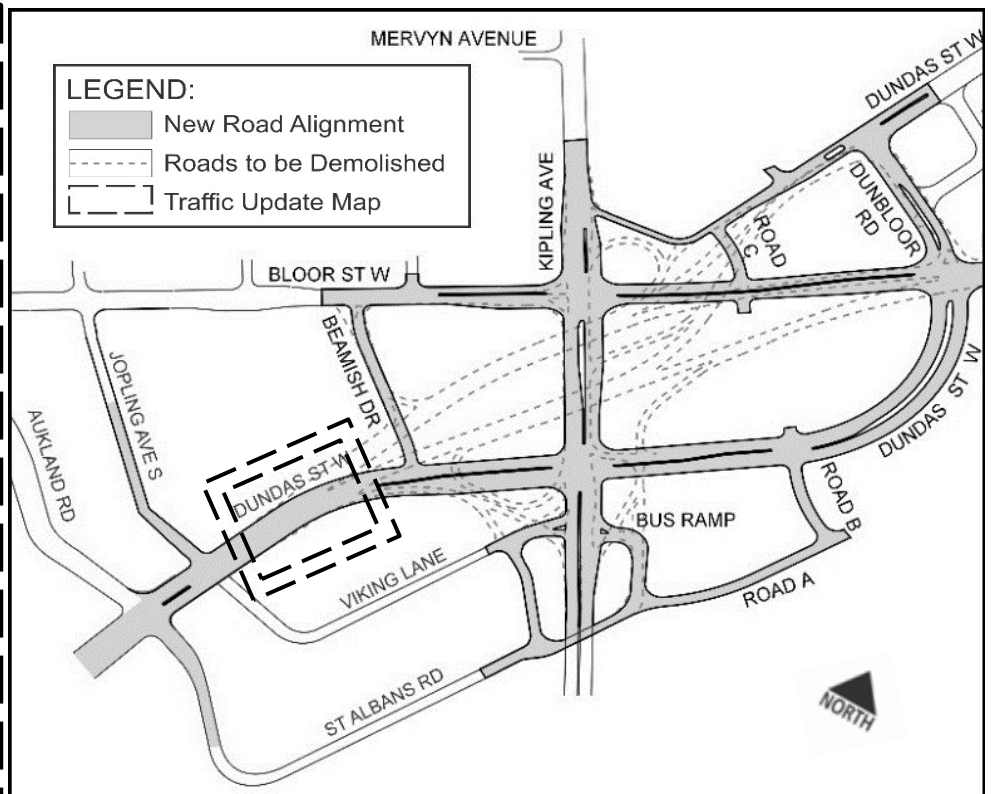 MERVYN AVENUE
LEGEND:
New Road Alignment
Roads to be Demolished
Traffic Update Map
DUNDAS ST W
KIPLING AVE
DUNBLOOR
RD
ROAD
C
BLOOR ST W
BEAMISH DR
JOPLING AVE S
AUKLAND RD
DUNDAS ST W
DUNDAS ST W
ROAD B
BUS RAMP
VIKING LANE
ROAD A
ST ALBANS RD
NORTH